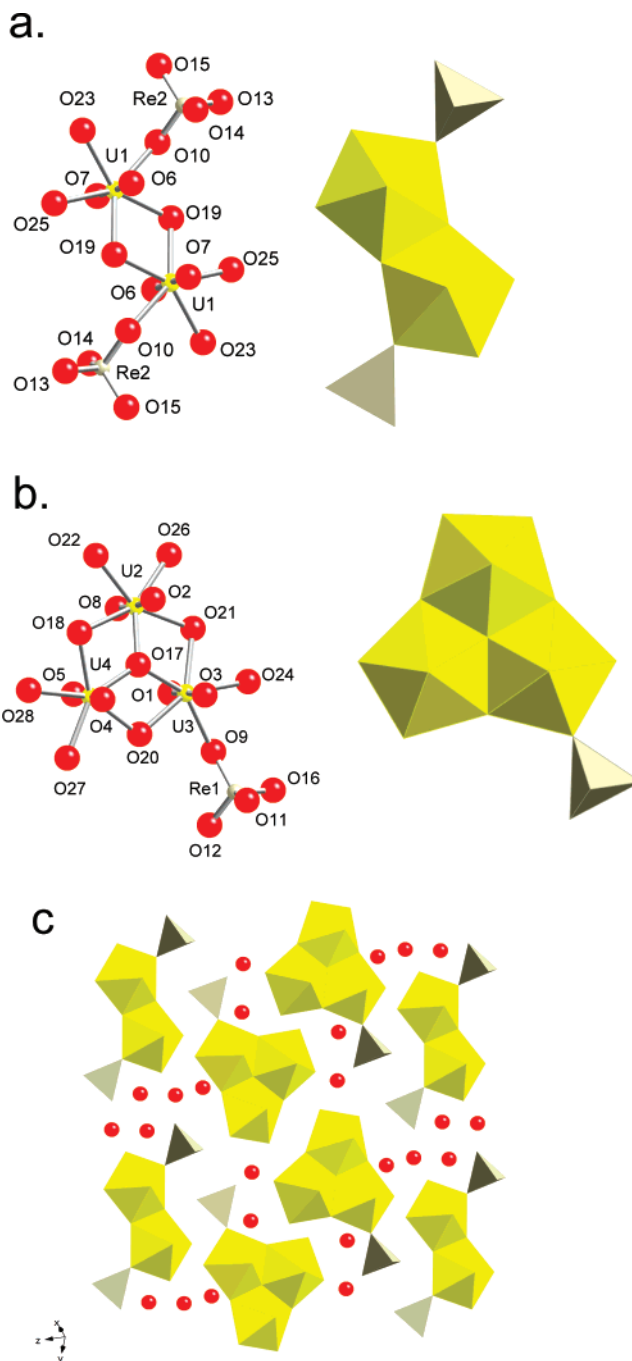 a.
O15
O23 Re2 O13
O14
U1 O10
O7 O6
O25 O19
O7
O19 O25
O6
U1
O14 O10 O23
O13 Re2
O15
b.
O22 O26
U2
O8 O2
O18 O21
O17
O5 U4 O3 O24
O1
O28 O4 U3
O20 O9
O27
Re1 O16
O11
O12
c
x
z
y